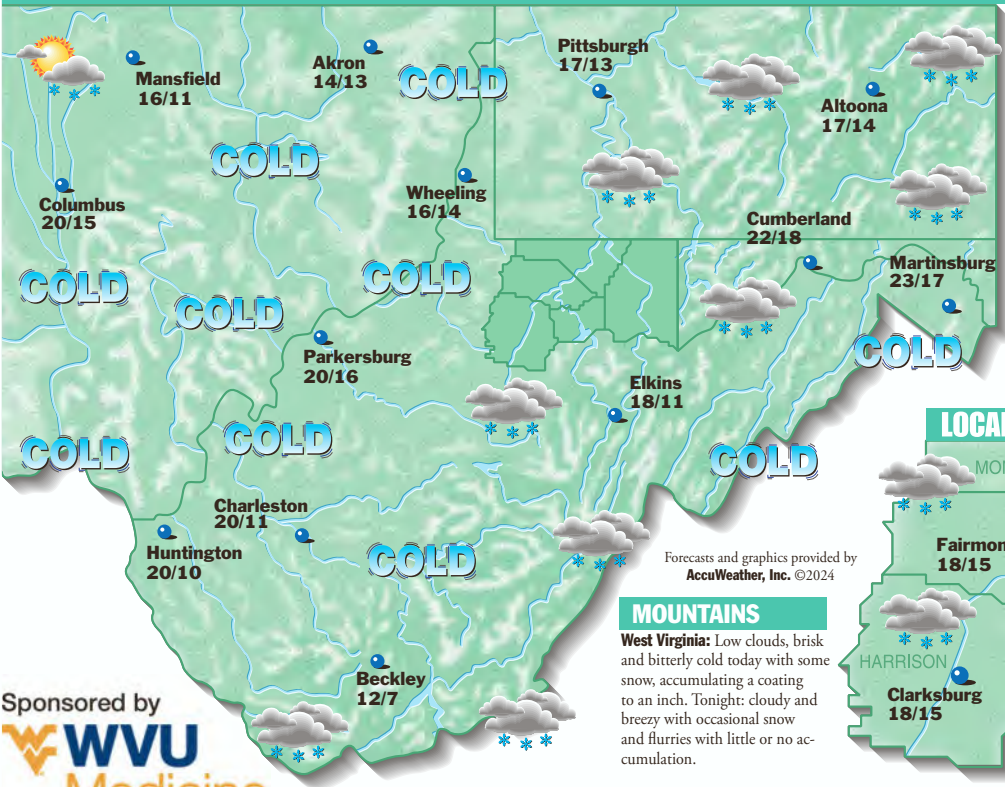 Mansfield
16/11
Akron
14/13
COLD
Pittsburgh
17/13
Altoona
17/14
COLD
Columbus
20/15
Wheeling
16/14
Cumberland
22/18
Martinsburg
23/17
COLD
COLD
COLD
COLD
Parkersburg
20/16
Elkins
18/11
COLD
COLD
COLD
Charleston
20/11
Huntington
20/10
COLD
Beckley
12/7
Forecasts and graphics provided by
AccuWeather, Inc. ©2024
MOUNTAINS
West Virginia: Low clouds, brisk
and bitterly cold today with some
snow, accumulating a coating
to an inch. Tonight: cloudy and
breezy with occasional snow
and flurries with little or no ac-
cumulation.
LOCA
MO
Fairmon
18/15
HARRISON
Clarksburg
18/15
Sponsored by
WVU
Medicine